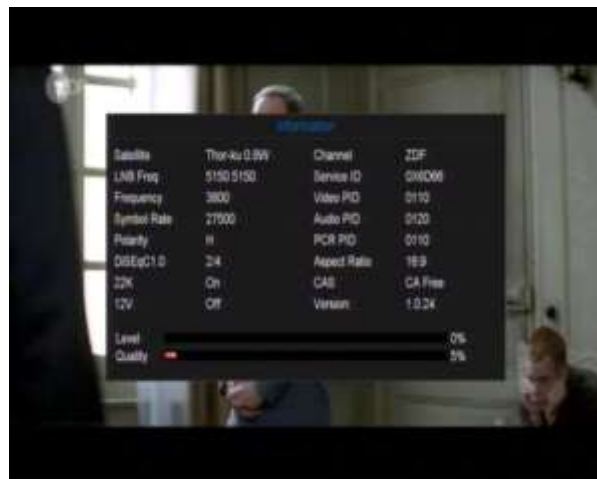 Information
Satellite Thor-ku 0.8W Channel ZDF
LNB Freq 5150 5150 Service ID 0X6D66
Frequency 3800 Video PID 0110
Symbol Rate 27500 Audio PID 0120
Polarity H PCR PID 0110
DiSEqC1.0 2/4 Aspect Ratio 16:9
22K On CAS CA Free
12V Off Version 1.0.24
Level 0%
Quality 5%